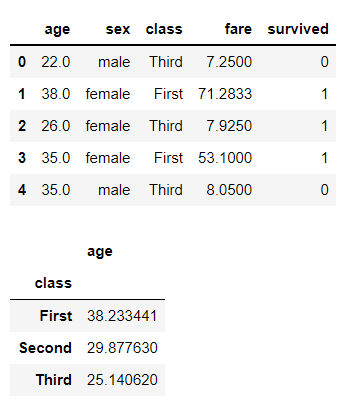 age sex class fare survived
0 22.0 male Third 7.2500 0
1 38.0 female First 71.2833 1
2 26.0 female Third 7.9250 1
3 35.0 female First 53.1000 1
4 35.0 male Third 8.0500 0
age
class
First 38.233441
Second 29.877630
Third 25.140620